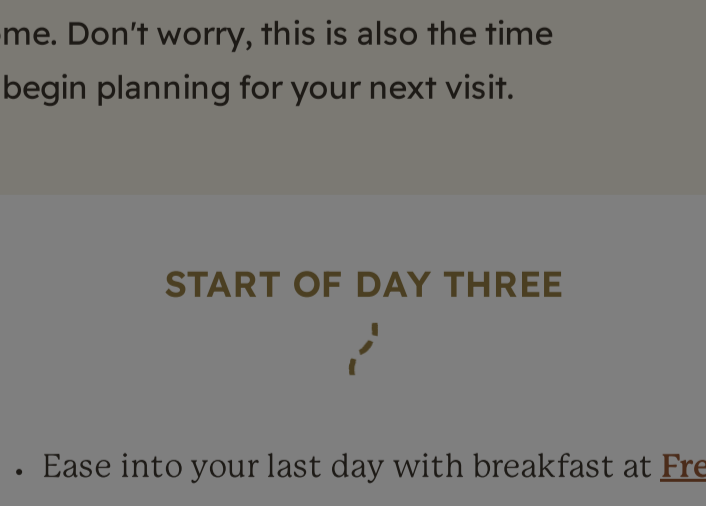 me. Don't worry, this is also the time
begin planning for your next visit.
START OF DAY THREE
• Ease into your last day with breakfast at Fre